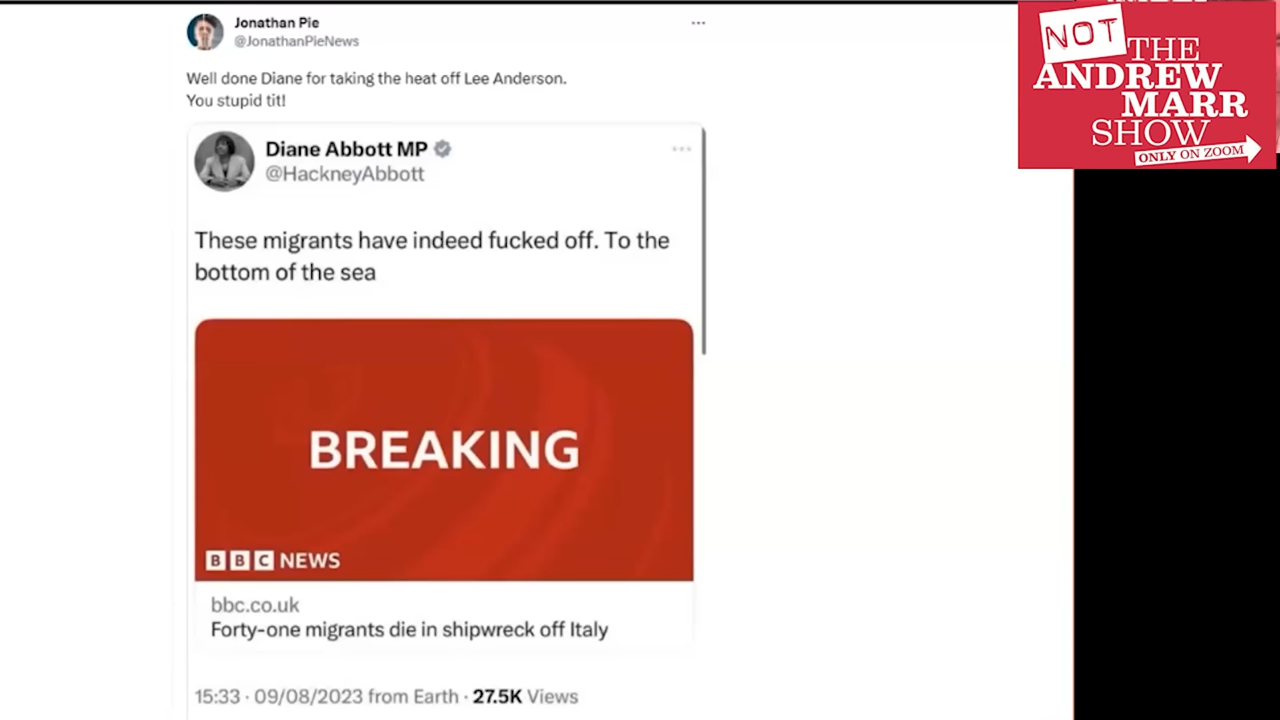 Jonathan Pie
@JonathanPieNews
Well done Diane for taking the heat off Lee Anderson.
You stupid tit!
Diane Abbott MP
@HackneyAbbott
These migrants have indeed fucked off. To the
bottom of the sea
BREAKING
BBC NEWS
bbc.co.uk
Forty-one migrants die in shipwreck off Italy
15:33 · 09/08/2023 from Earth · 27.5K Views
NOT THE
ANDREW
MARR
SHOW
ONLY ON ZOOM